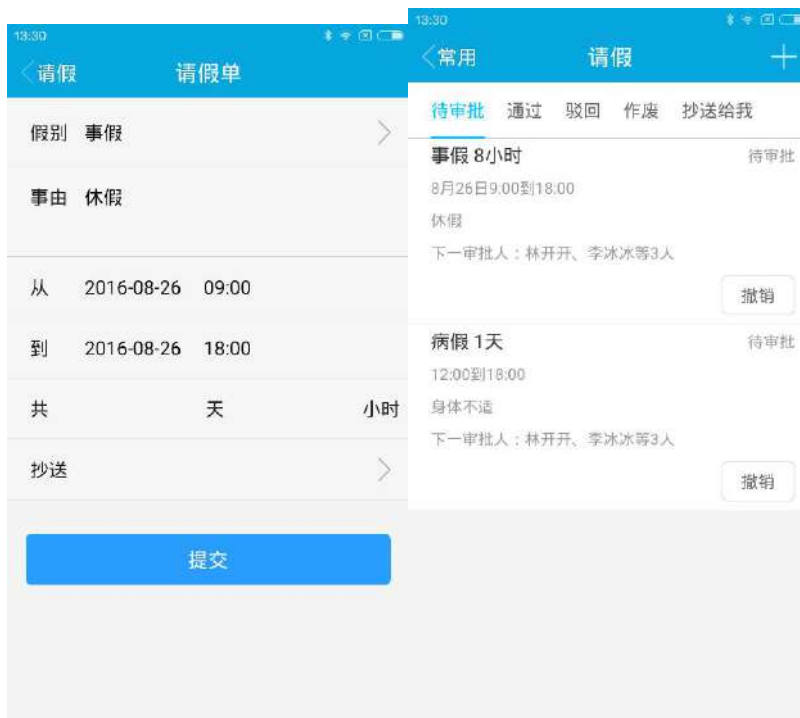 13:30
请假
请假单
假别 事假
事由 休假
从 2016-08-26 09:00
到 2016-08-26 18:00
共 天 小时
抄送
提交
13:30
常用
请假
待审批 通过 驳回 作废 抄送给我
事假 8小时 待审批
8月26日9:00到18:00
休假
下一审批人：林开开、李冰冰等3人
撤销
病假 1天 待审批
12:00到18:00
身体不适
下一审批人：林开开、李冰冰等3人
撤销